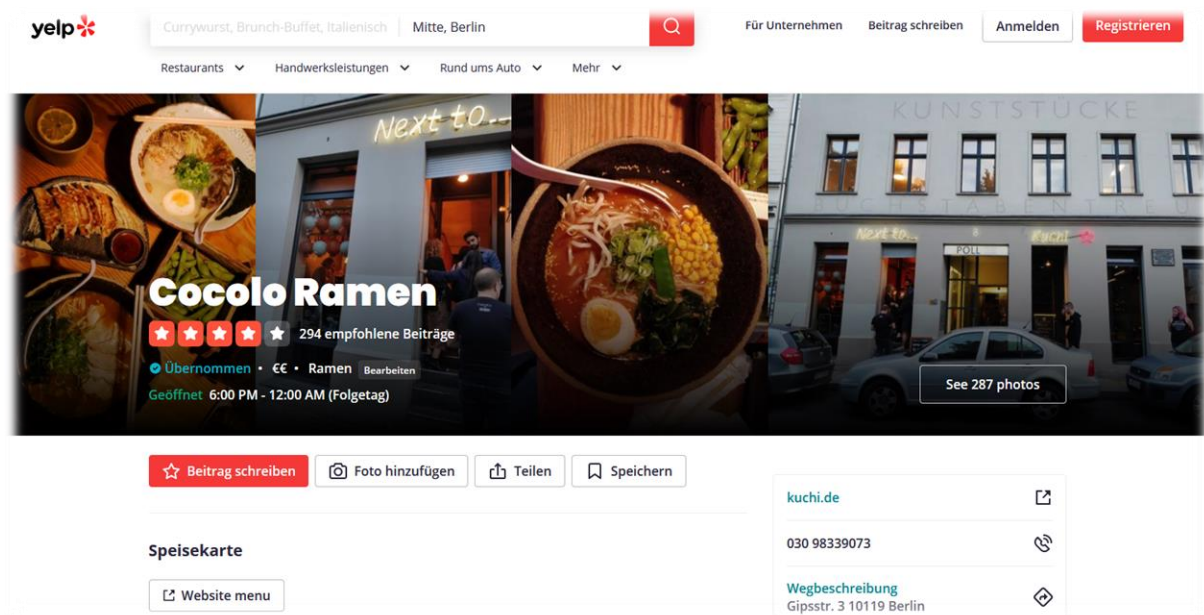 yelp
Currywurst, Brunch-Buffet, Italienisch
Mitte, Berlin
Für Unternehmen
Beitrag schreiben
Anmelden
Registrieren
Restaurants
Handwerksleistungen
Rund ums Auto
Mehr
Next to...
KUNSTSTÜCKE
BUCHSTABENTREU
Next to...
POLL
Kuchi
Cocolo Ramen
294 empfohlene Beiträge
Übernommen • €€ • Ramen Bearbeiten
Geöffnet 6:00 PM - 12:00 AM (Folgetag)
See 287 photos
Beitrag schreiben
Foto hinzufügen
Teilen
Speichern
kuchi.de
030 98339073
Wegbeschreibung
Gipsstr. 3 10119 Berlin
Speisekarte
Website menu